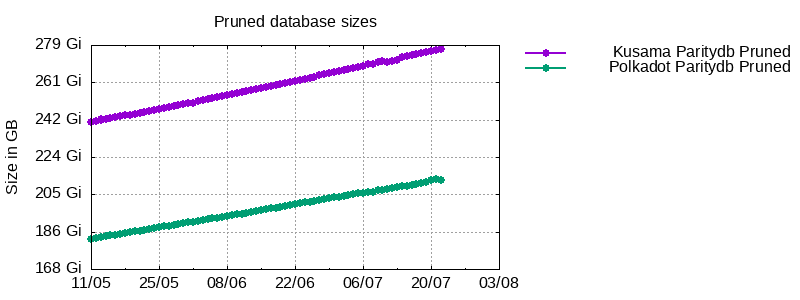 Pruned database sizes
Kusama Paritydb Pruned
Polkadot Paritydb Pruned
Size in GB
279 Gi
261 Gi
242 Gi
224 Gi
205 Gi
186 Gi
168 Gi
11/05 25/05 08/06 22/06 06/07 20/07 03/08